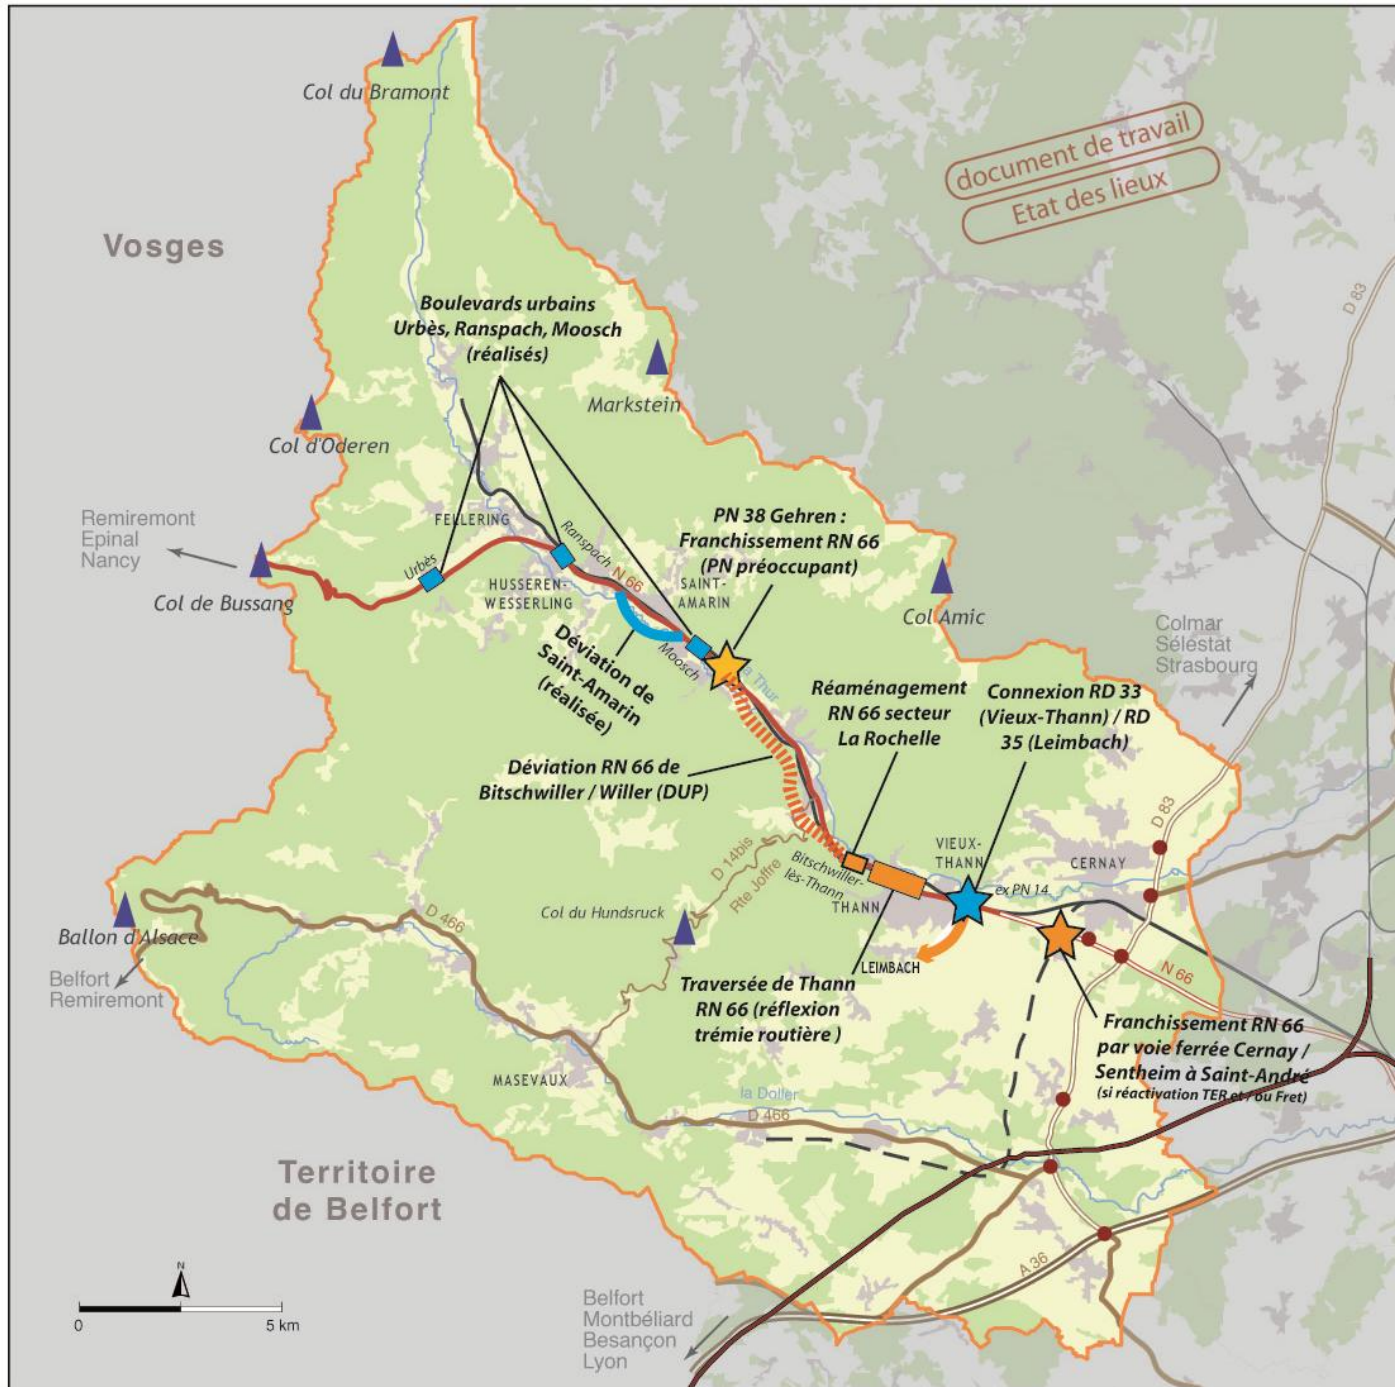 Col du Bramont
document de travail
Etat des lieux
Vosges
D 83
Boulevards urbains
Urbès, Ranspach, Moosch
(réalisés)
Markstein
Col d'Oderen
Remiremont
Epinal
Nancy
FELLERING
Ranspach
N 66
PN 38 Gehren :
Franchissement RN 66
(PN préoccupant)
Urbès
HUSSEREN-
WESSERLING
SAINT-
AMARIN
Col de Bussang
Col Amic
Colmar
Sélestat
Strasbourg
Déviation de
Saint-Amarin
(réalisée)
Moosch
la Thur
Réaménagement
RN 66 secteur
La Rochelle
Connexion RD 33
(Vieux-Thann) / RD
35 (Leimbach)
Déviation RN 66 de
Bitschwiller / Willer (DUP)
D 83
D 14bis
Rte Joffre
Bitschwiller-
lès-Thann
VIEUX-
THANN
CERNAY
ex PN 14
THANN
Col du Hundsruck
D 466
Ballon d'Alsace
Belfort
Remiremont
LEIMBACH
N 66
Traversée de Thann
RN 66 (réflexion
trémie routière )
Franchissement RN 66
par voie ferrée Cernay /
Sentheim à Saint-André
(si réactivation TER et / ou Fret)
MASEVAUX
la Doller
D 466
Territoire
de Belfort
A 36
N
0 5 km
Belfort
Montbéliard
Besançon
Lyon